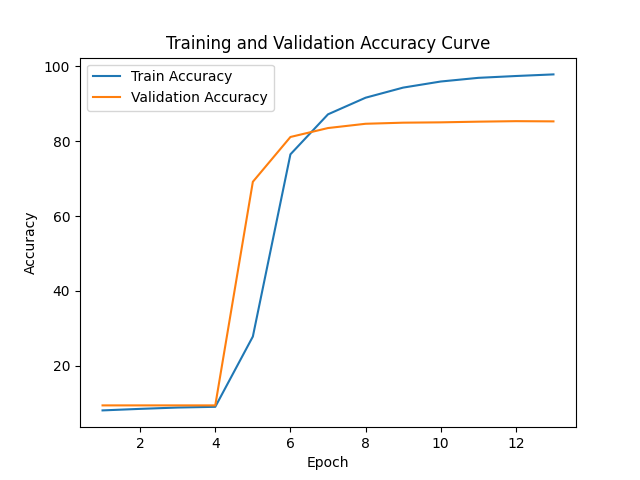 Training and Validation Accuracy Curve
Train Accuracy
Validation Accuracy
Accuracy
100
80
60
40
20
2 4 6 8 10 12
Epoch